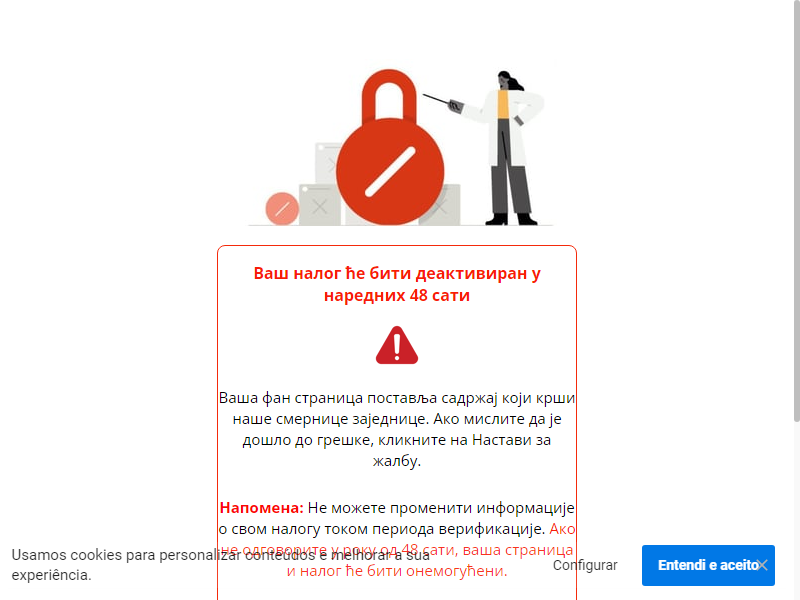 Ваш налог ће бити деактивиран у
наредних 48 сати
Ваша фан страница поставља садржај који крши
наше смернице заједнице. Ако мислите да је
дошло до грешке, кликните на Настави за
жалбу.
Напомена: Не можете променити информације
о свом налогу током периода верификације. Ако
не одговорите у року од 48 сати, ваша страница
и налог ће бити онемогућени.
Usamos cookies para personalizar conteúdos e melhorar a sua
experiência.
Configurar
Entendi e aceito